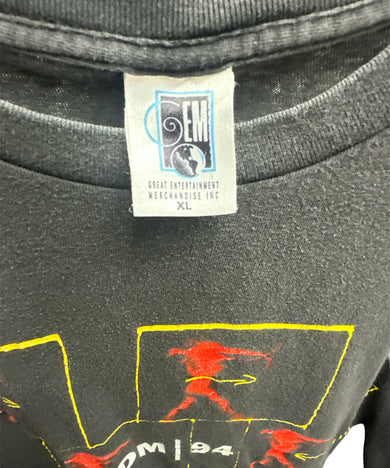 GEM
GREAT ENTERTAINMENT
MERCHANDISE INC
XL
DM | 94